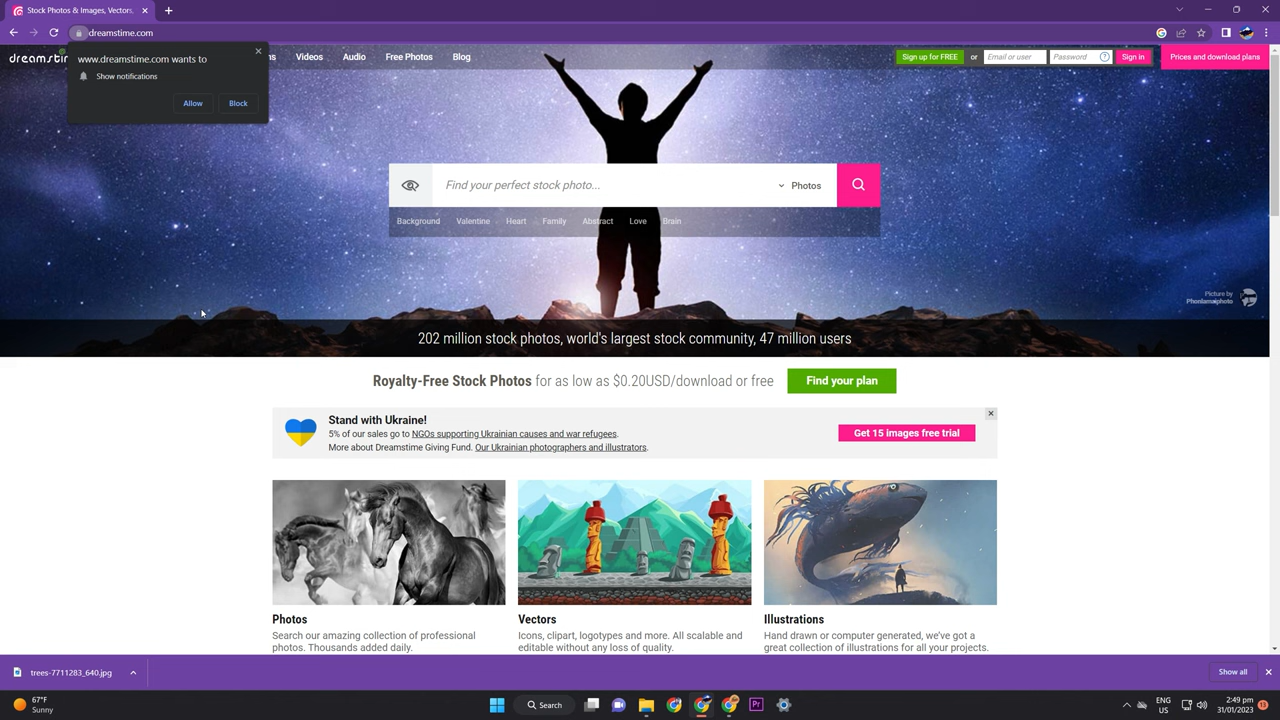 Stock Photos & Images, Vectors,
dreamstime.com
www.dreamstime.com wants to
Show notifications
Allow
Block
dreamstim
ns
Videos
Audio
Free Photos
Blog
Sign up for FREE
or
Email or user
Password
?
Sign in
Prices and download plans
Find your perfect stock photo...
Photos
Background
Valentine
Heart
Family
Abstract
Love
Brain
Picture by
Phonlamaiphoto
202 million stock photos, world's largest stock community, 47 million users
Royalty-Free Stock Photos for as low as $0.20USD/download or free
Find your plan
Stand with Ukraine!
5% of our sales go to NGOs supporting Ukrainian causes and war refugees.
More about Dreamstime Giving Fund. Our Ukrainian photographers and illustrators.
Get 15 images free trial
Photos
Search our amazing collection of professional
photos. Thousands added daily.
Vectors
Icons, clipart, logotypes and more. All scalable and
editable without any loss of quality.
Illustrations
Hand drawn or computer generated, we've got a
great collection of illustrations for all your projects.
trees-7711283_640.jpg
Show all
67°F
Sunny
Search
Pr
ENG
US
2:49 pm
31/01/2023
13